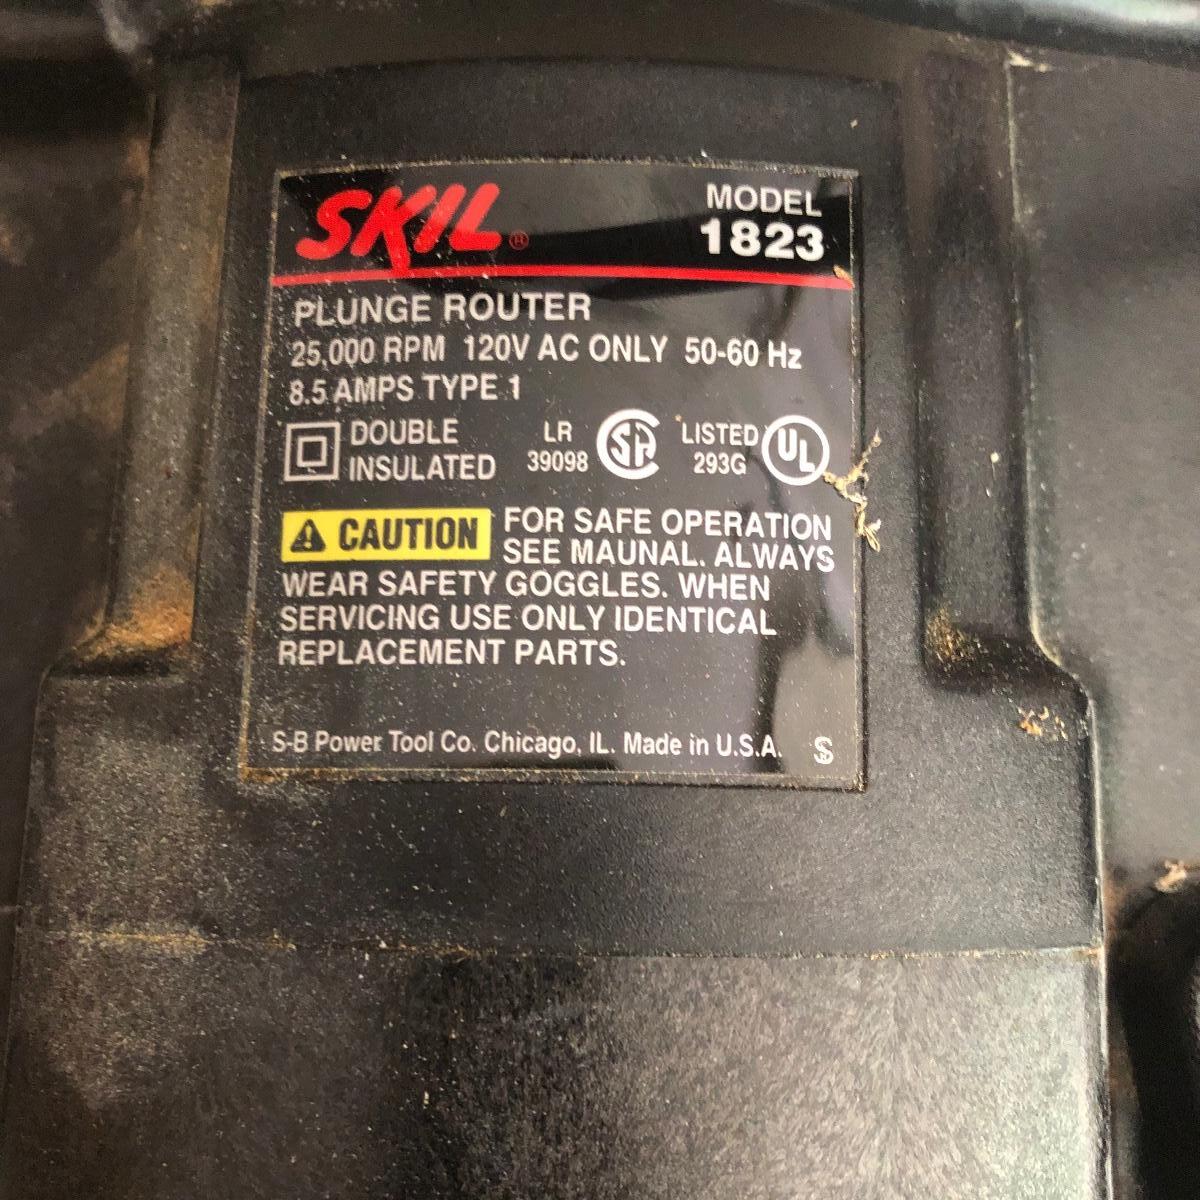 SKIL®
MODEL
1823
PLUNGE ROUTER
25,000 RPM 120V AC ONLY 50-60 Hz
8.5 AMPS TYPE 1
DOUBLE
INSULATED
LR
39098
SA
LISTED
293G
UL
CAUTION FOR SAFE OPERATION
SEE MAUNAL. ALWAYS
WEAR SAFETY GOGGLES. WHEN
SERVICING USE ONLY IDENTICAL
REPLACEMENT PARTS.
S-B Power Tool Co. Chicago, IL. Made in U.S.A. S